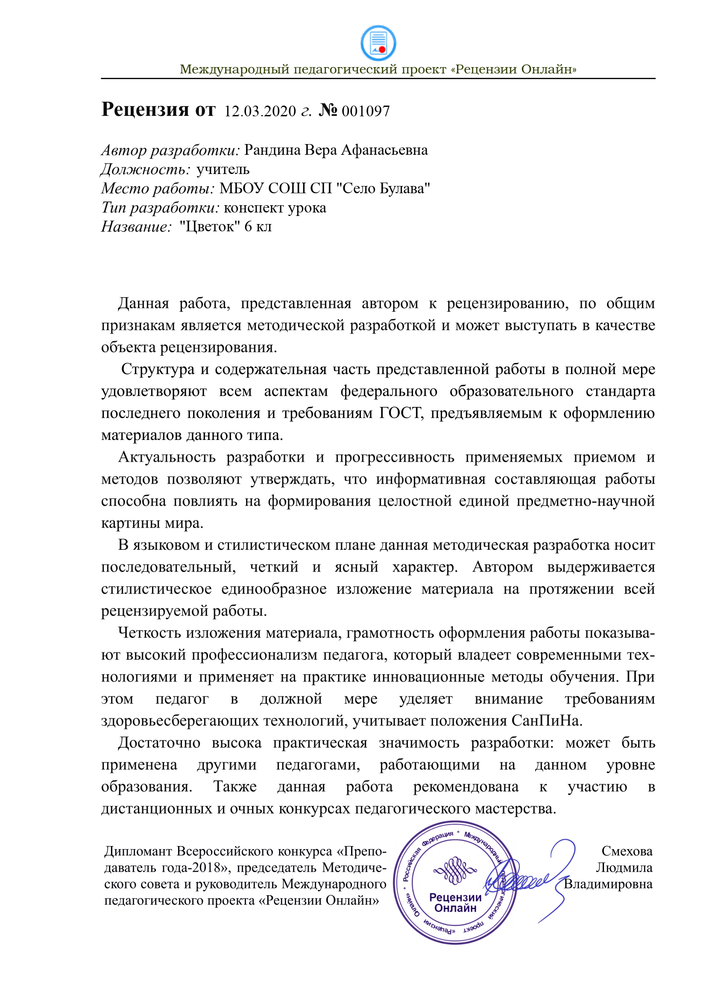 Международный педагогический проект «Рецензии Онлайн»
Рецензия от 12.03.2020 г. № 001097
Автор разработки: Рандина Вера Афанасьевна
Должность: учитель
Место работы: МБОУ СОШ СП "Село Булава"
Тип разработки: конспект урока
Название: "Цветок" 6 кл
Данная работа, представленная автором к рецензированию, по общим
признакам является методической разработкой и может выступать в качестве
объекта рецензирования.
Структура и содержательная часть представленной работы в полной мере
удовлетворяют всем аспектам федерального образовательного стандарта
последнего поколения и требованиям ГОСТ, предъявляемым к оформлению
материалов данного типа.
Актуальность разработки и прогрессивность применяемых приемом и
методов позволяют утверждать, что информативная составляющая работы
способна повлиять на формирования целостной единой предметно-научной
картины мира.
В языковом и стилистическом плане данная методическая разработка носит
последовательный, четкий и ясный характер. Автором выдерживается
стилистическое единообразное изложение материала на протяжении всей
рецензируемой работы.
Четкость изложения материала, грамотность оформления работы показыва-
ют высокий профессионализм педагога, который владеет современными тех-
нологиями и применяет на практике инновационные методы обучения. При
этом педагог в должной мере уделяет внимание требованиям
здоровьесберегающих технологий, учитывает положения СанПиНа.
Достаточно высока практическая значимость разработки: может быть
применена другими педагогами, работающими на данном уровне
образования. Также данная работа рекомендована к участию в
дистанционных и очных конкурсах педагогического мастерства.
Дипломант Всероссийского конкурса «Препо-
даватель года-2018», председатель Методиче-
ского совета и руководитель Международного
педагогического проекта «Рецензии Онлайн»
* Российская Федерация * Международный педагогический проект «Рецензии Онлайн»
Рецензии
Онлайн
Смехова
Людмила
Владимировна